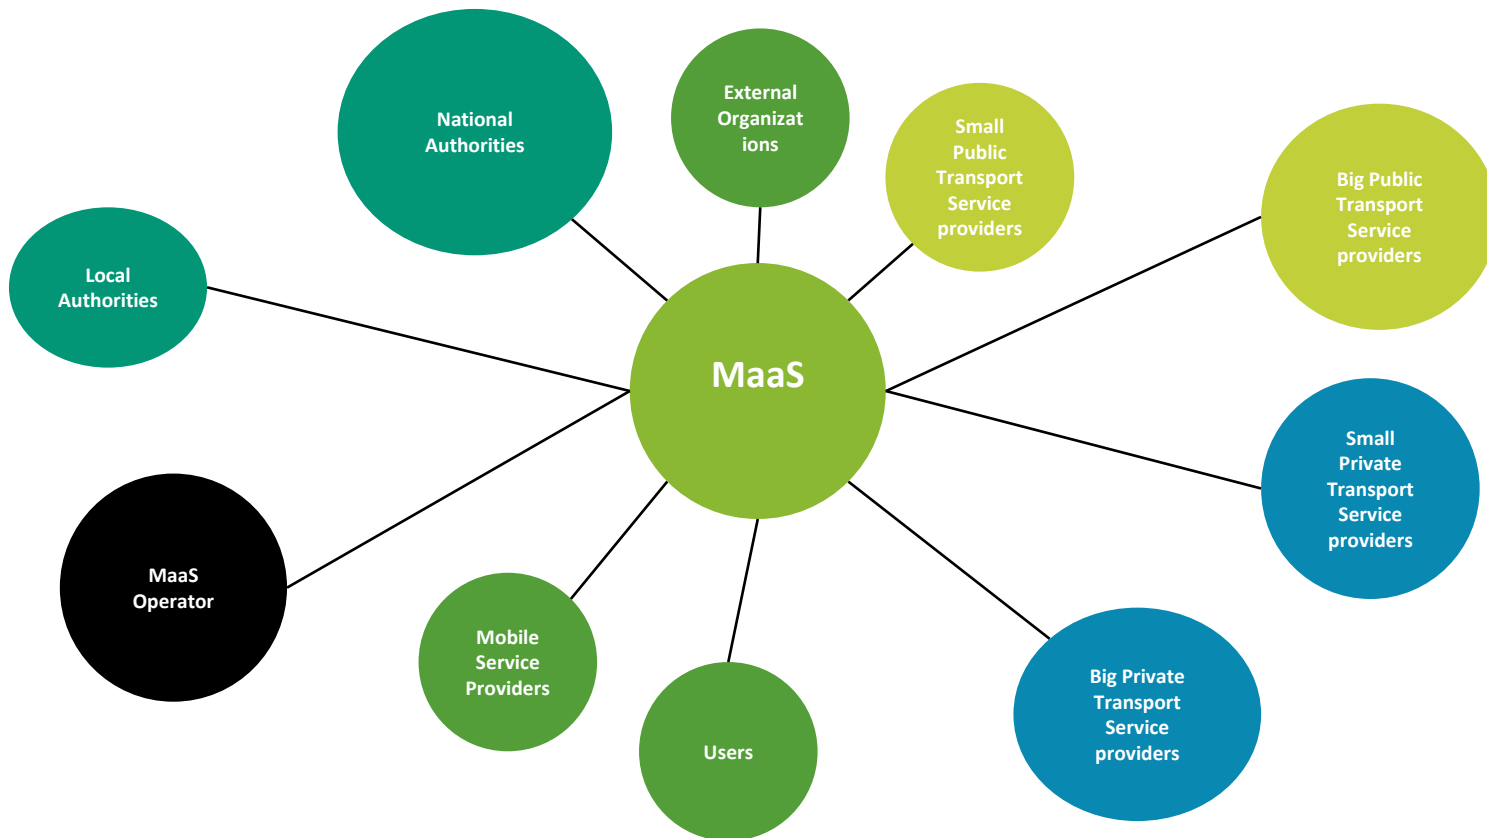 National
Authorities
External
Organizat
ions
Small
Public
Transport
Service
providers
Big Public
Transport
Service
providers
Local
Authorities
MaaS
Small
Private
Transport
Service
providers
MaaS
Operator
Mobile
Service
Providers
Users
Big Private
Transport
Service
providers